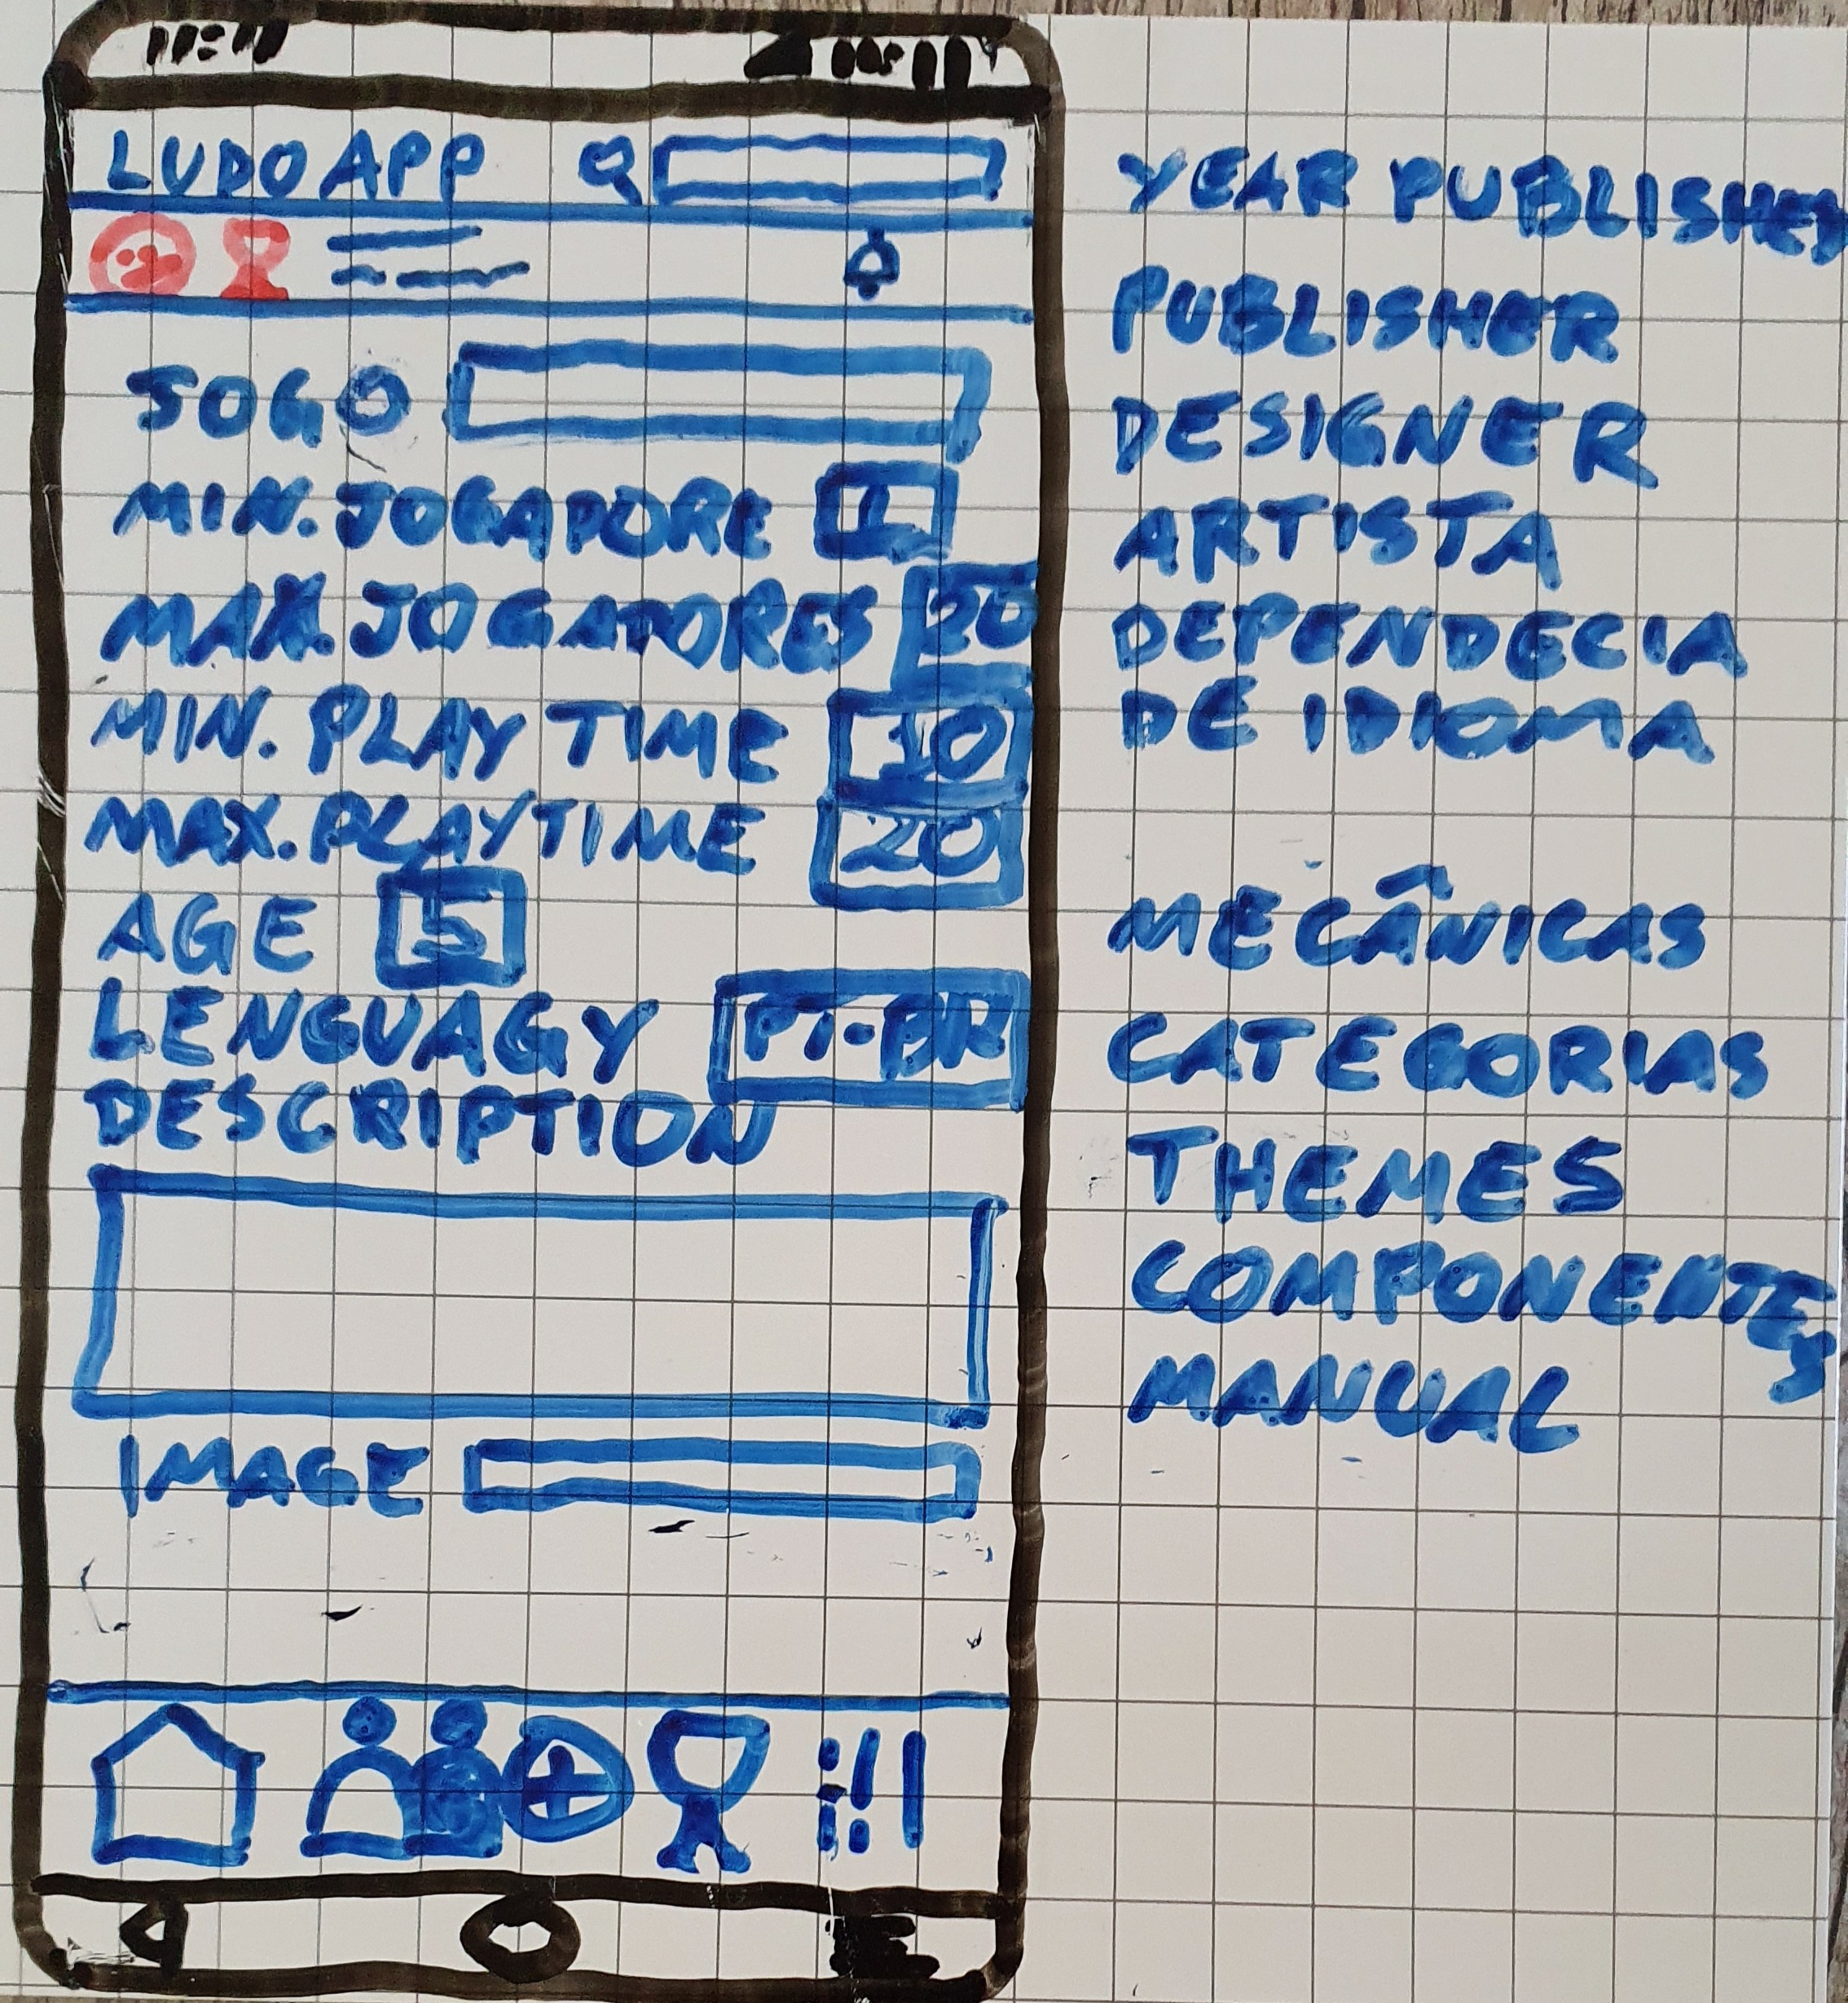 11:11
LUDO APP
JOGO
MIN. JOGADORE 1
MAX. JOGADORES 20
MIN. PLAY TIME 10
MAX. PLAYTIME 20
AGE 5
LENGUAGY PT-BR
DESCRIPTION
IMAGE
YEAR PUBLISHED
PUBLISHER
DESIGNER
ARTISTA
DEPENDECIA
DE IDIOMA
MECÂNICAS
CATEGORIAS
THEMES
COMPONENTES
MANUAL